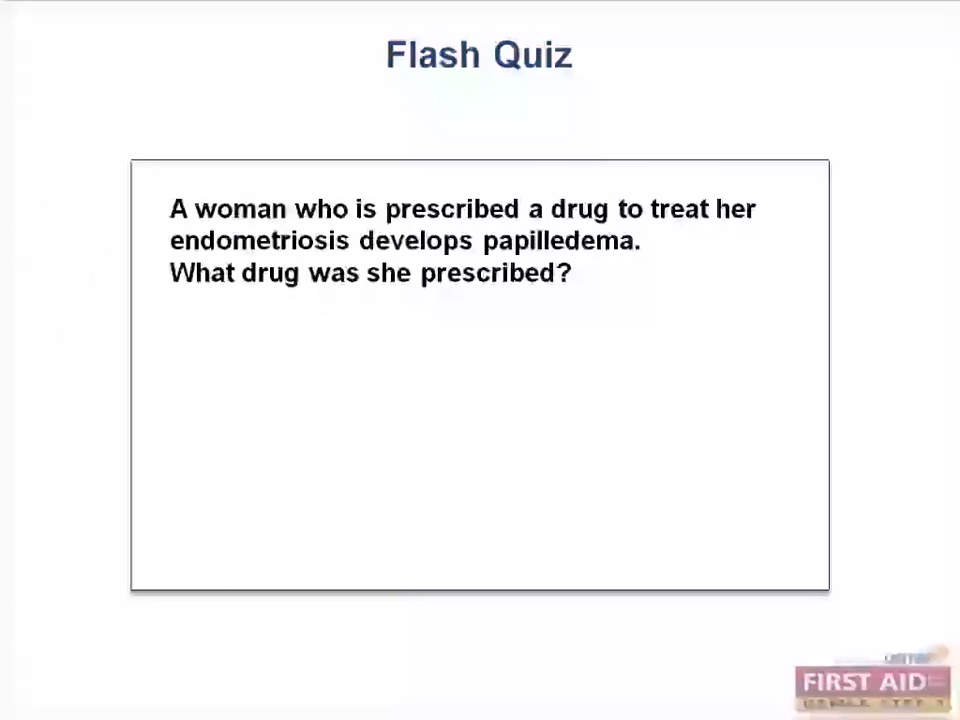 Flash Quiz
A woman who is prescribed a drug to treat her
endometriosis develops papilledema.
What drug was she prescribed?
FIRST AID